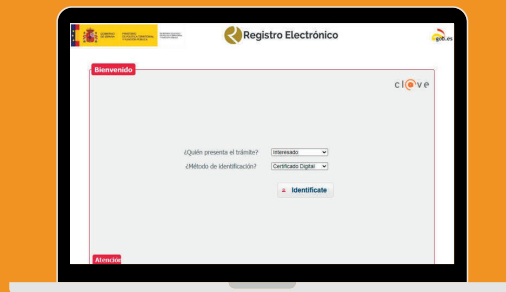 Registro Electrónico
gob.es
Bienvenido
cl@ve
¿Quién presenta el trámite?
Interesado
¿Método de identificación?
Certificado Digital
Identifícate
Atención